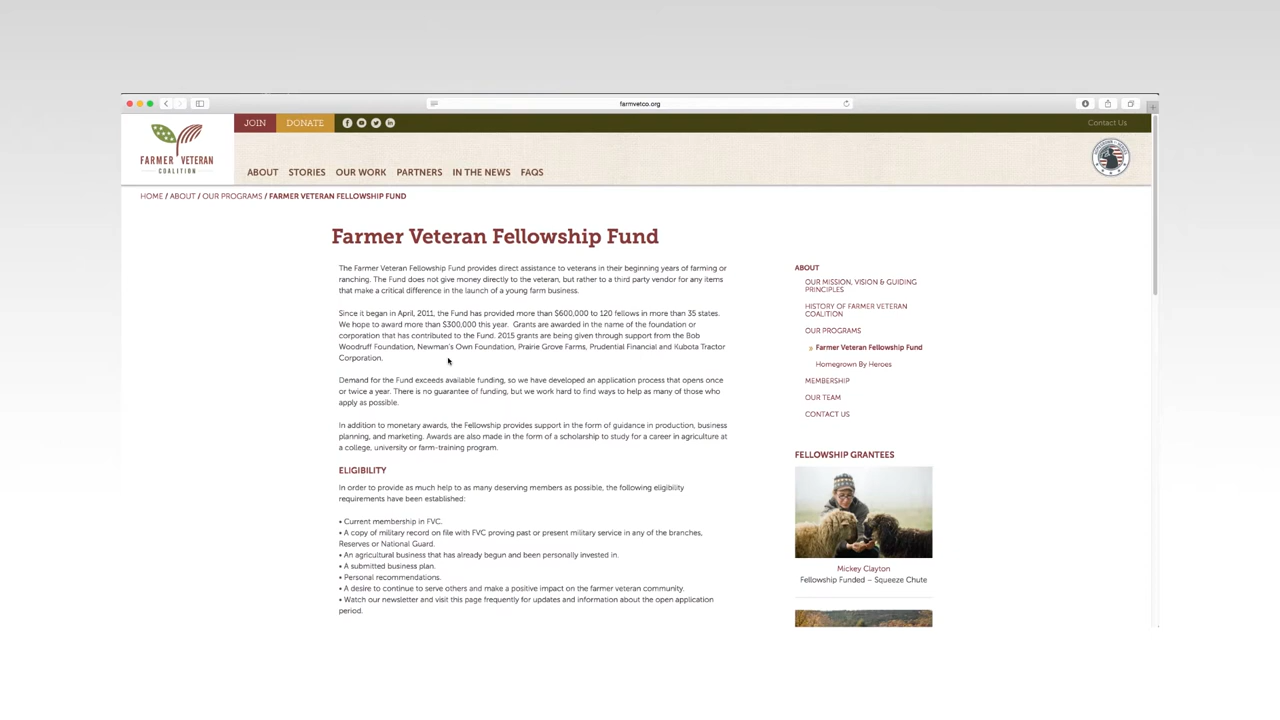 farmvetco.org
JOIN DONATE Contact Us
FARMER VETERAN
COALITION
ABOUT STORIES OUR WORK PARTNERS IN THE NEWS FAQS
HOME / ABOUT / OUR PROGRAMS / FARMER VETERAN FELLOWSHIP FUND
Farmer Veteran Fellowship Fund
The Farmer Veteran Fellowship Fund provides direct assistance to veterans in their beginning years of farming or
ranching. The Fund does not give money directly to the veteran, but rather to a third party vendor for any items
that make a critical difference in the launch of a young farm business.
Since it began in April, 2011, the Fund has provided more than $600,000 to 120 fellows in more than 35 states.
We hope to award more than $300,000 this year. Grants are awarded in the name of the foundation or
corporation that has contributed to the Fund. 2015 grants are being given through support from the Bob
Woodruff Foundation, Newman's Own Foundation, Prairie Grove Farms, Prudential Financial and Kubota Tractor
Corporation.
Demand for the Fund exceeds available funding, so we have developed an application process that opens once
or twice a year. There is no guarantee of funding, but we work hard to find ways to help as many of those who
apply as possible.
In addition to monetary awards, the Fellowship provides support in the form of guidance in production, business
planning, and marketing. Awards are also made in the form of a scholarship to study for a career in agriculture at
a college, university or farm-training program.
ELIGIBILITY
In order to provide as much help to as many deserving members as possible, the following eligibility
requirements have been established:
• Current membership in FVC.
• A copy of military record on file with FVC proving past or present military service in any of the branches,
Reserves or National Guard.
• An agricultural business that has already begun and been personally invested in.
• A submitted business plan.
• Personal recommendations.
• A desire to continue to serve others and make a positive impact on the farmer veteran community.
• Watch our newsletter and visit this page frequently for updates and information about the open application
period.
ABOUT
OUR MISSION, VISION & GUIDING
PRINCIPLES
HISTORY OF FARMER VETERAN
COALITION
OUR PROGRAMS
» Farmer Veteran Fellowship Fund
Homegrown By Heroes
MEMBERSHIP
OUR TEAM
CONTACT US
FELLOWSHIP GRANTEES
Mickey Clayton
Fellowship Funded – Squeeze Chute